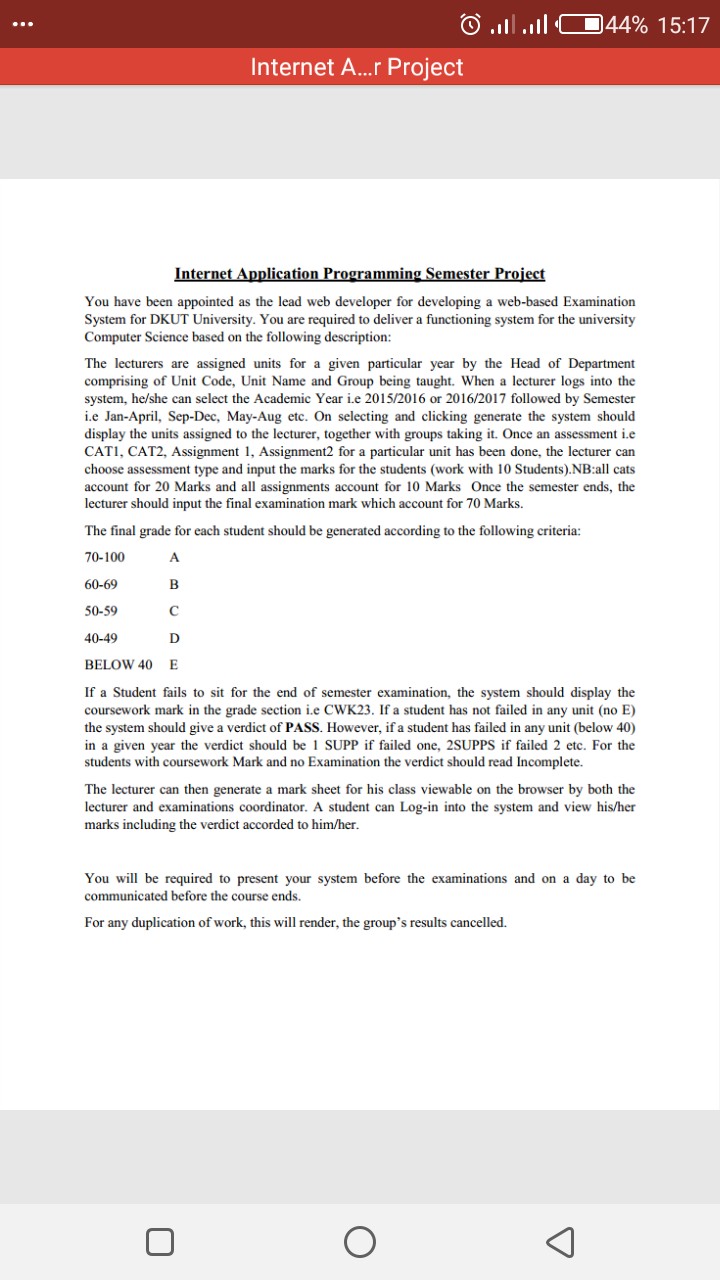 44% 15:17
Internet A...r Project
Internet Application Programming Semester Project
You have been appointed as the lead web developer for developing a web-based Examination
System for DKUT University. You are required to deliver a functioning system for the university
Computer Science based on the following description:
The lecturers are assigned units for a given particular year by the Head of Department
comprising of Unit Code, Unit Name and Group being taught. When a lecturer logs into the
system, he/she can select the Academic Year i.e 2015/2016 or 2016/2017 followed by Semester
i.e Jan-April, Sep-Dec, May-Aug etc. On selecting and clicking generate the system should
display the units assigned to the lecturer, together with groups taking it. Once an assessment i.e
CAT1, CAT2, Assignment 1, Assignment2 for a particular unit has been done, the lecturer can
choose assessment type and input the marks for the students (work with 10 Students).NB:all cats
account for 20 Marks and all assignments account for 10 Marks Once the semester ends, the
lecturer should input the final examination mark which account for 70 Marks.
The final grade for each student should be generated according to the following criteria:
70-100 A
60-69 B
50-59 C
40-49 D
BELOW 40 E
If a Student fails to sit for the end of semester examination, the system should display the
coursework mark in the grade section i.e CWK23. If a student has not failed in any unit (no E)
the system should give a verdict of PASS. However, if a student has failed in any unit (below 40)
in a given year the verdict should be 1 SUPP if failed one, 2SUPPS if failed 2 etc. For the
students with coursework Mark and no Examination the verdict should read Incomplete.
The lecturer can then generate a mark sheet for his class viewable on the browser by both the
lecturer and examinations coordinator. A student can Log-in into the system and view his/her
marks including the verdict accorded to him/her.
You will be required to present your system before the examinations and on a day to be
communicated before the course ends.
For any duplication of work, this will render, the group's results cancelled.